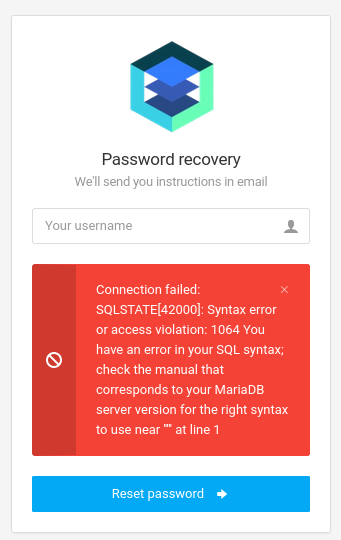 Password recovery
We'll send you instructions in email
Your username
Connection failed:
SQLSTATE[42000]: Syntax error
or access violation: 1064 You
have an error in your SQL syntax;
check the manual that
corresponds to your MariaDB
server version for the right syntax
to use near '''' at line 1
Reset password